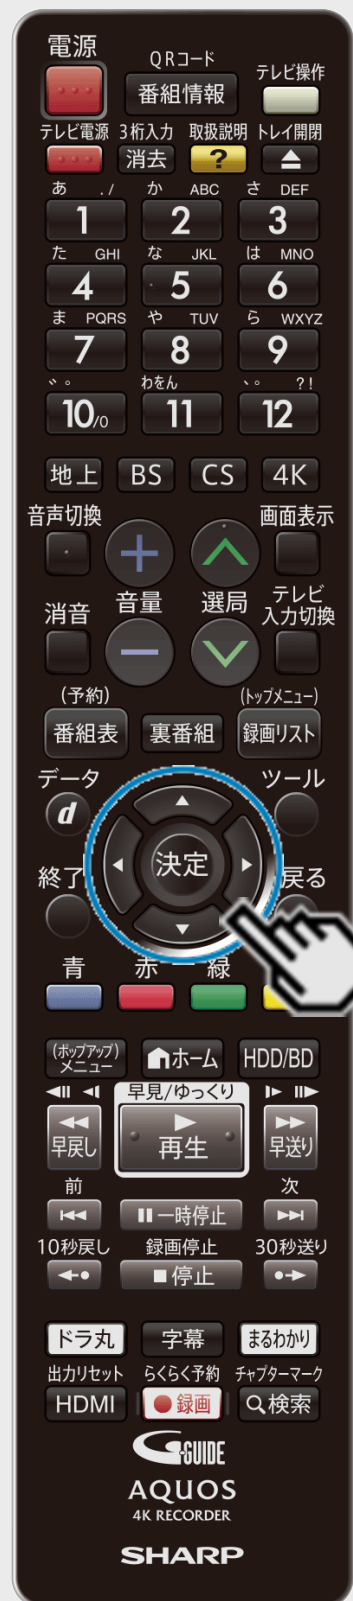 電源
QRコード
番組情報
テレビ操作
テレビ電源 3桁入力 取扱説明 トレイ開閉
消去 ?
あ ./ か ABC さ DEF
1 2 3
た GHI な JKL は MNO
4 5 6
ま PQRS や TUV ら WXYZ
7 8 9
゛゜ わをん 、。 ?!
10/0 11 12
地上 BS CS 4K
音声切換 画面表示
消音 音量 選局 テレビ
入力切換
(予約) (トップメニュー)
番組表 裏番組 録画リスト
データ ツール
d
決定
終了 戻る
青 赤 緑
(ポップアップ)
メニュー ホーム HDD/BD
早見/ゆっくり
早戻し 再生 早送り
前 次
一時停止
10秒戻し 録画停止 30秒送り
停止
ドラ丸 字幕 まるわかり
出力リセット らくらく予約 チャプターマーク
HDMI 録画 検索
G-GUIDE
AQUOS
4K RECORDER
SHARP